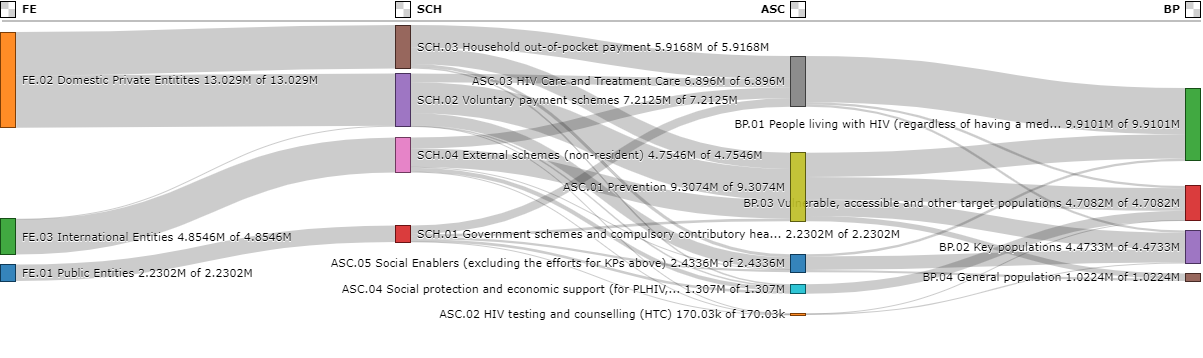 FE
SCH
ASC
BP
SCH.03 Household out-of-pocket payment 5.9168M of 5.9168M
FE.02 Domestic Private Entitites 13.029M of 13.029M
ASC.03 HIV Care and Treatment Care 6.896M of 6.896M
SCH.02 Voluntary payment schemes 7.2125M of 7.2125M
BP.01 People living with HIV (regardless of having a med... 9.9101M of 9.9101M
SCH.04 External schemes (non-resident) 4.7546M of 4.7546M
ASC.01 Prevention 9.3074M of 9.3074M
BP.03 Vulnerable, accessible and other target populations 4.7082M of 4.7082M
SCH.01 Government schemes and compulsory contributory hea... 2.2302M of 2.2302M
FE.03 International Entities 4.8546M of 4.8546M
BP.02 Key populations 4.4733M of 4.4733M
ASC.05 Social Enablers (excluding the efforts for KPs above) 2.4336M of 2.4336M
FE.01 Public Entities 2.2302M of 2.2302M
BP.04 General population 1.0224M of 1.0224M
ASC.04 Social protection and economic support (for PLHIV,... 1.307M of 1.307M
ASC.02 HIV testing and counselling (HTC) 170.03k of 170.03k